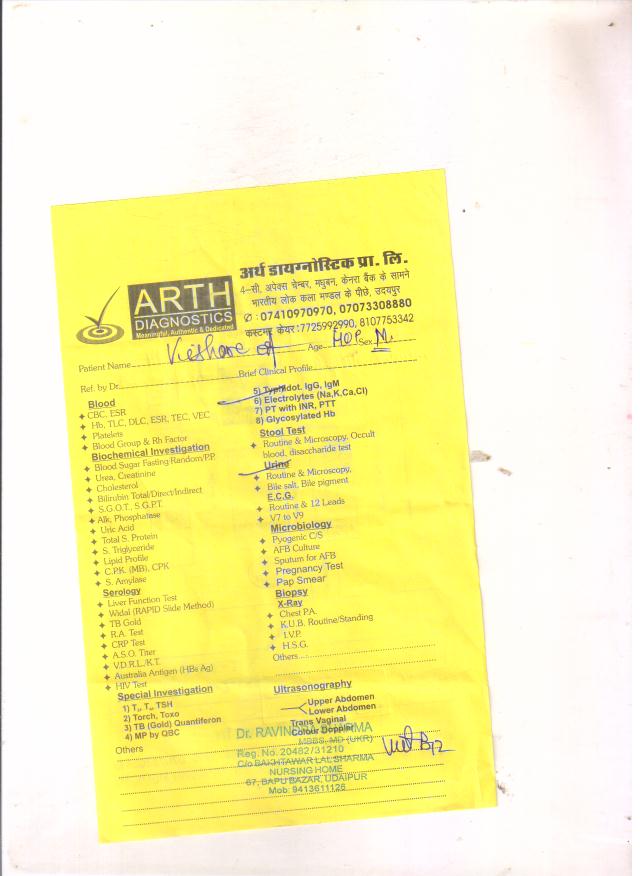 ARTH
DIAGNOSTICS
Meaningful, Authentic & Dedicated
अर्थ डायग्नोस्टिक प्रा. लि.
4–सी, अपेक्स चेम्बर, मधुबन, केनरा बैंक के सामने
भारतीय लोक कला मण्डल के पीछे, उदयपुर
✆ : 07410970970, 07073308880
कस्टमर केयर:7725992990, 8107753342
Patient Name Age Sex M.
Ref. by Dr. Brief Clinical Profile
Blood
CBC, ESR
Hb, TLC, DLC, ESR, TEC, VEC
Platelets
Blood Group & Rh Factor
Biochemical Investigation
Blood Sugar Fasting Random/P.P.
Urea, Creatinine
Cholesterol
Bilirubin Total/Direct/Indirect
S.G.O.T., S.G.P.T.
Alk, Phosphatase
Uric Acid
Total S. Protein
S. Triglyceride
Lipid Profile
C.P.K. (MB), CPK
S. Amylase
Serology
Liver Function Test
Widal (RAPID Slide Method)
TB Gold
R.A. Test
CRP Test
A.S.O. Titer
V.D.R.L./K.T.
Australia Antigen (HBs Ag)
HIV Test
Special Investigation
1) T₃, T₄, TSH
2) Torch, Toxo
3) TB (Gold) Quantiferon
4) MP by QBC
Others
5) Typhidot. IgG, IgM
6) Electrolytes (Na,K,Ca,Cl)
7) PT with INR, PTT
8) Glycosylated Hb
Stool Test
Routine & Microscopy, Occult
blood, disaccharide test
Urine
Routine & Microscopy,
Bile salt, Bile pigment
E.C.G.
Routine & 12 Leads
V7 to V9
Microbiology
Pyogenic C/S
AFB Culture
Sputum for AFB
Pregnancy Test
Pap Smear
Biopsy
X-Ray
Chest P.A.
K.U.B. Routine/Standing
I.V.P.
H.S.G.
Others
Ultrasonography
Upper Abdomen
Lower Abdomen
Trans Vaginal
Colour Doppler
Dr. RAVINDRA SHARMA
MBBS, MD (UKR)
Reg. No. 20482/31210
C/o BAKHTAWAR LAL SHARMA
NURSING HOME
67, BAPU BAZAR, UDAIPUR
Mob: 9413611126